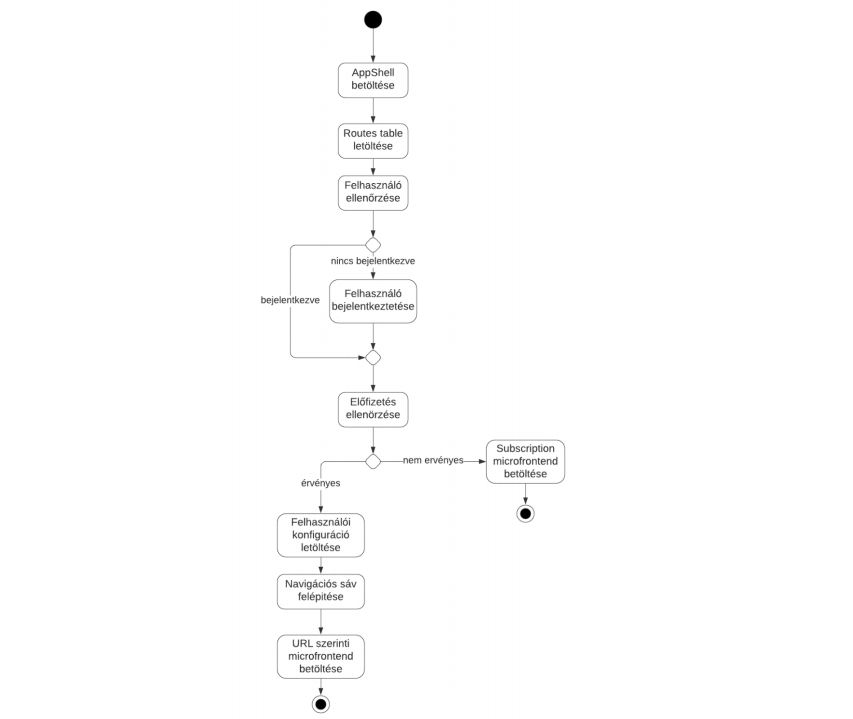 AppShell
betöltése
Routes table
letöltése
Felhasználó
ellenőrzése
nincs bejelentkezve
bejelentkezve
Felhasználó
bejelentkeztetése
Előfizetés
ellenörzése
nem ervényes
Subscription
microfrontend
betöltése
érvényes
Felhasználói
konfiguráció
letöltése
Navigációs sáv
felépitése
URL szerinti
microfrontend
betöltése